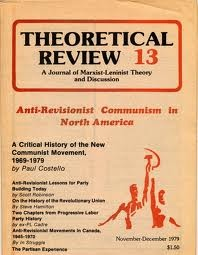 THEORETICAL
REVIEW 13
A Journal of Marxist-Leninist Theory
and Discussion
Anti-Revisionist Communism in
North America
A Critical History of the New
Communist Movement,
1969-1979
by Paul Costello
Anti-Revisionist Lessons for Party
Building Today
by Scott Robinson
On the History of the Revolutionary Union
by Steve Hamilton
Two Chapters from Progressive Labor
Party History
by ex-PL Cadre
Anti-Revisionist Movements in Canada,
1945-1970
By In Struggle
The Partisan Experience
November-December 1979
$1.50